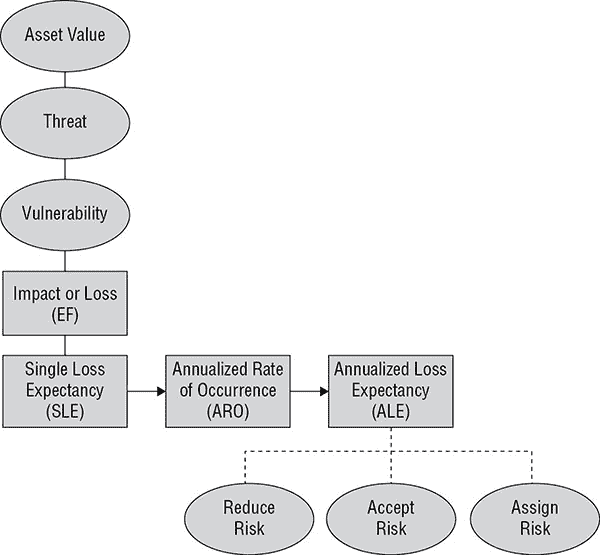 Asset Value
Threat
Vulnerability
Impact or Loss
(EF)
Single Loss
Expectancy
(SLE)
Annualized Rate
of Occurrence
(ARO)
Annualized Loss
Expectancy
(ALE)
Reduce
Risk
Accept
Risk
Assign
Risk